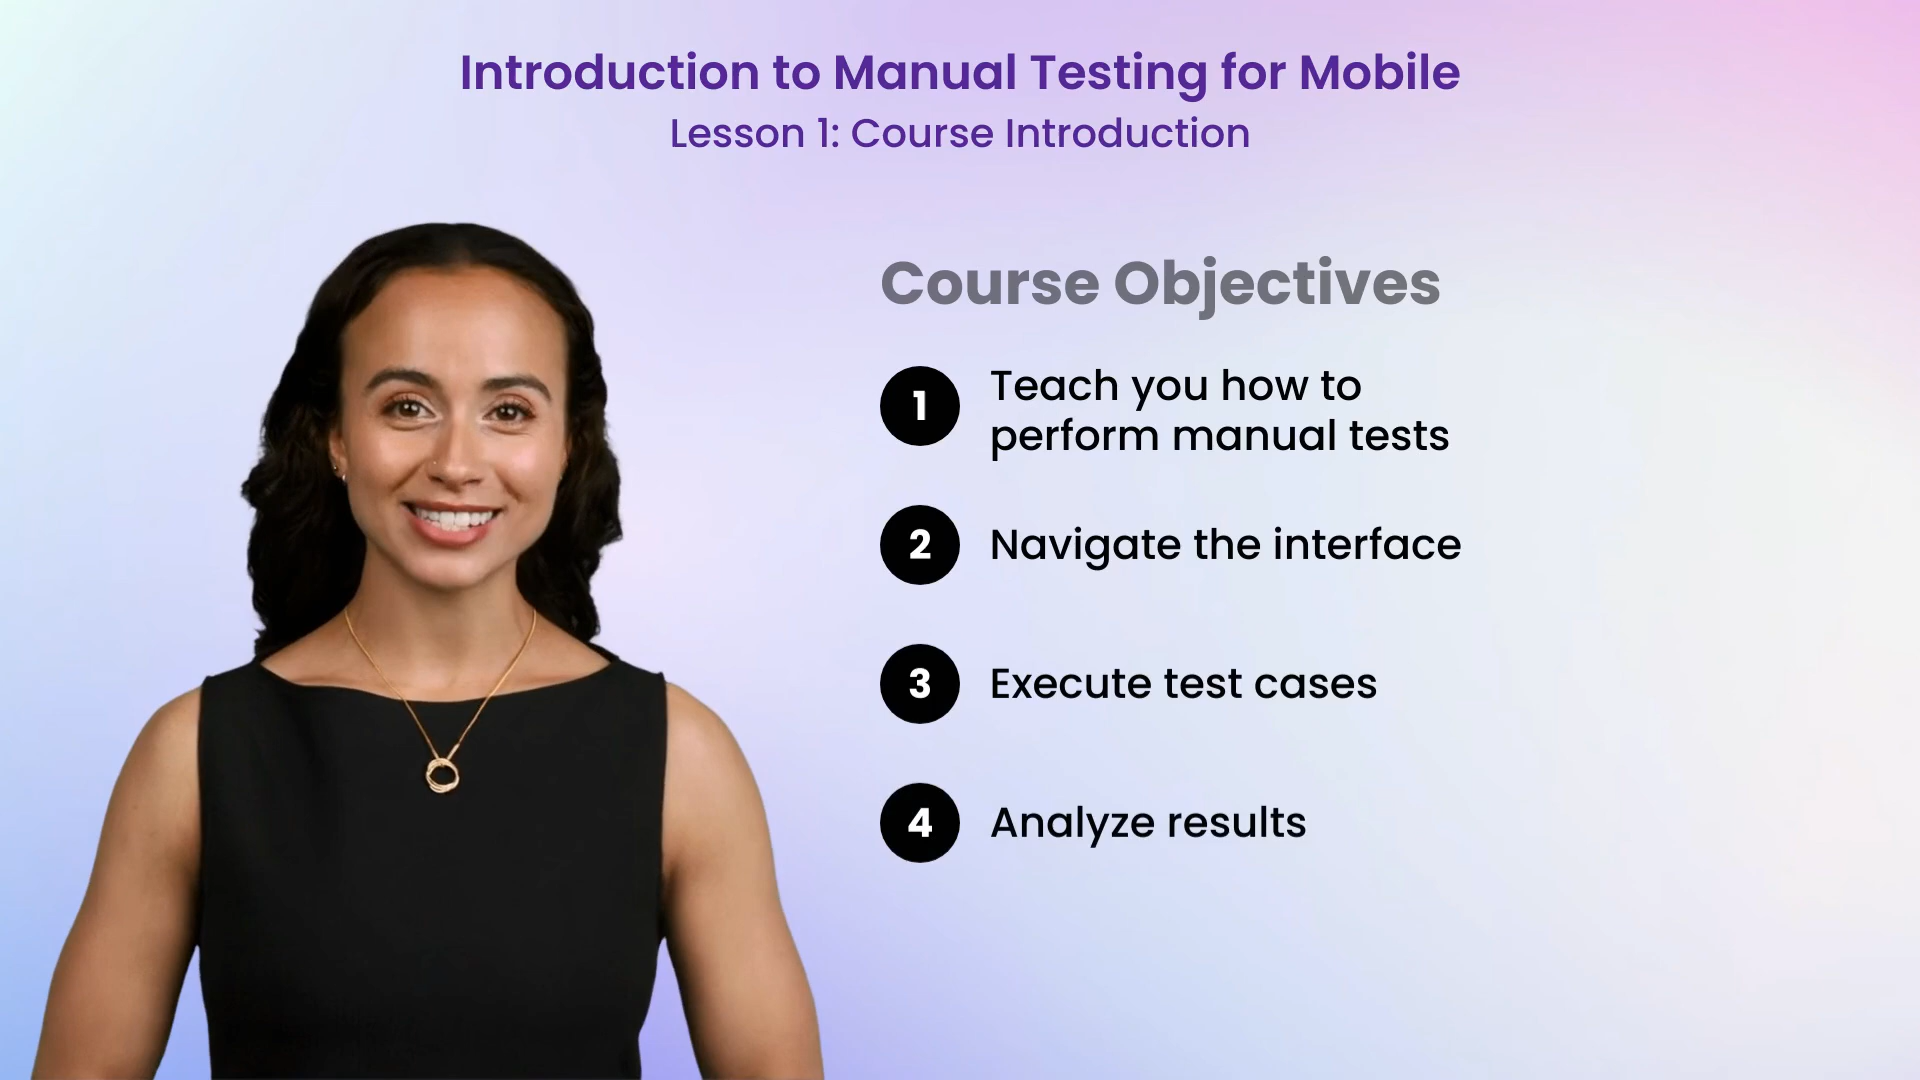 Introduction to Manual Testing for Mobile
Lesson 1: Course Introduction
Course Objectives
1 Teach you how to
perform manual tests
2 Navigate the interface
3 Execute test cases
4 Analyze results